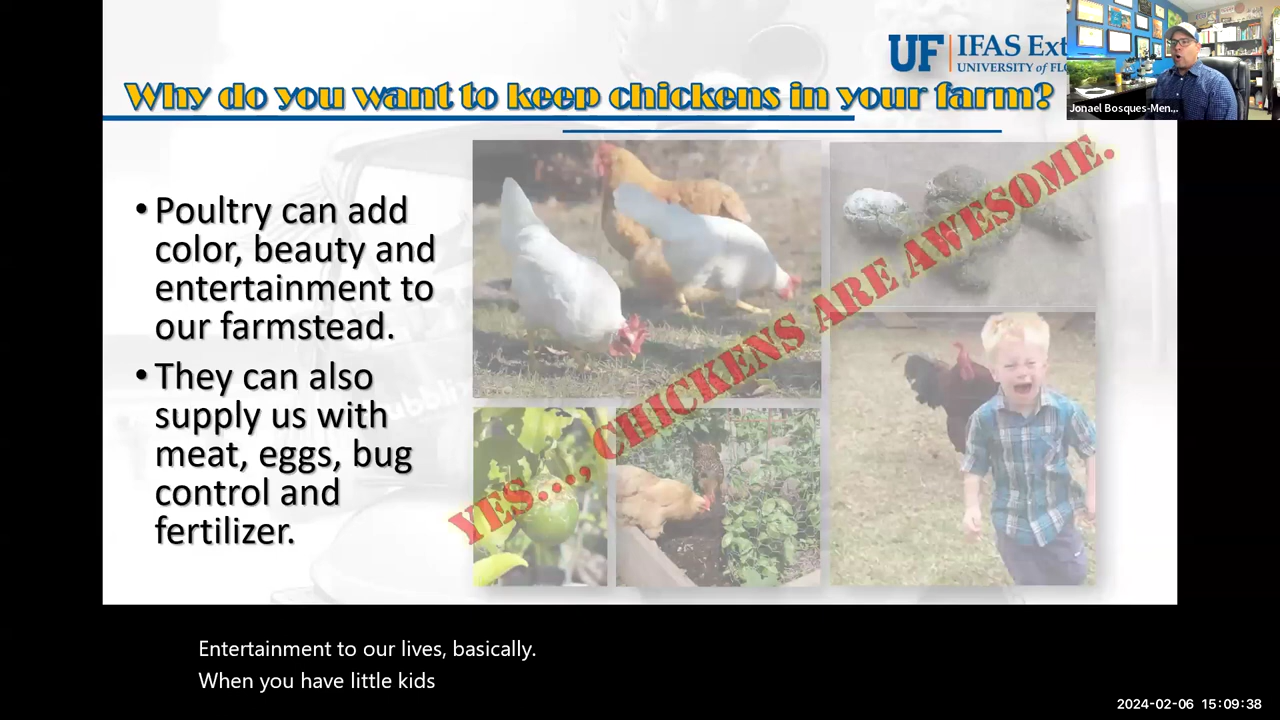 UF IFAS Ext
UNIVERSITY of FLO
Why do you want to keep chickens in your farm?
Jonael Bosques-Men...
• Poultry can add
color, beauty and
entertainment to
our farmstead.
• They can also
supply us with
meat, eggs, bug
control and
fertilizer.
YES..., CHICKENS ARE AWESOME.
Entertainment to our lives, basically.
When you have little kids
2024-02-06 15:09:38